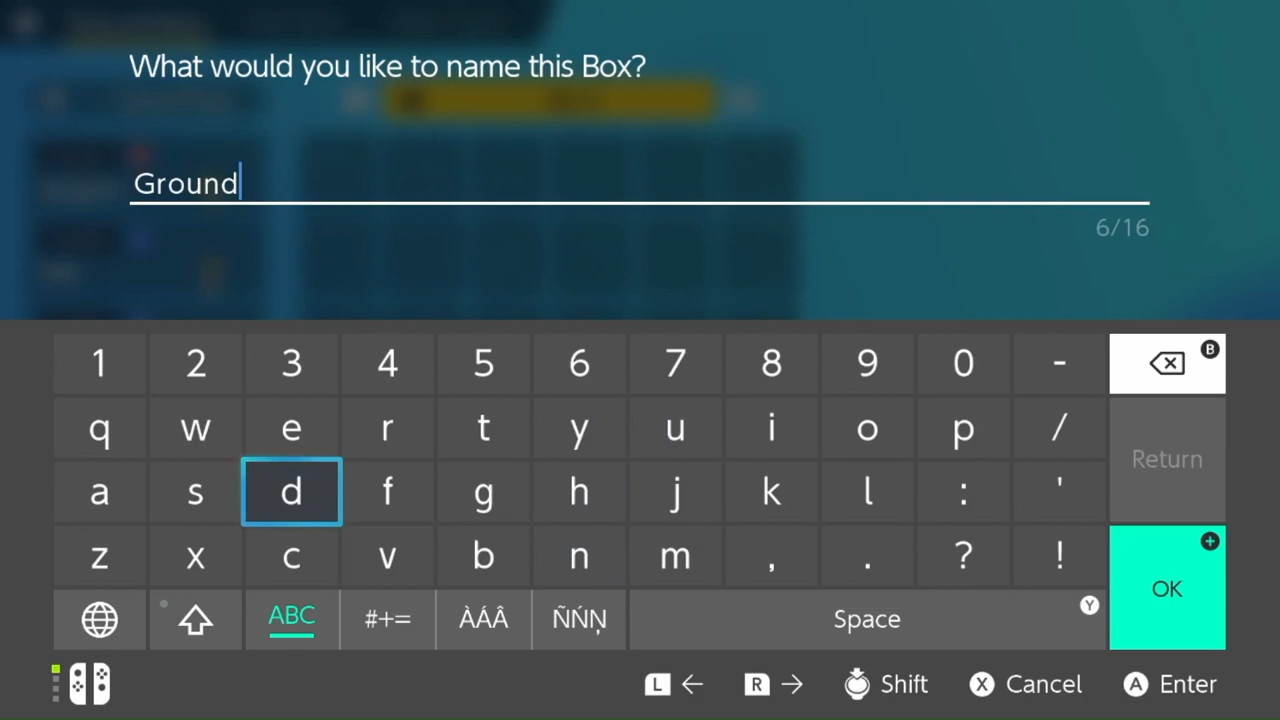 What would you like to name this Box?
Ground
6/16
1 2 3 4 5 6 7 8 9 0 - B
q w e r t y u i o p /
Return
a s d f g h j k l : '
z x c v b n m , . ? ! +
OK
ABC #+= ÀÁÂ ÑŃŅ Space Y
L ← R → Shift X Cancel A Enter